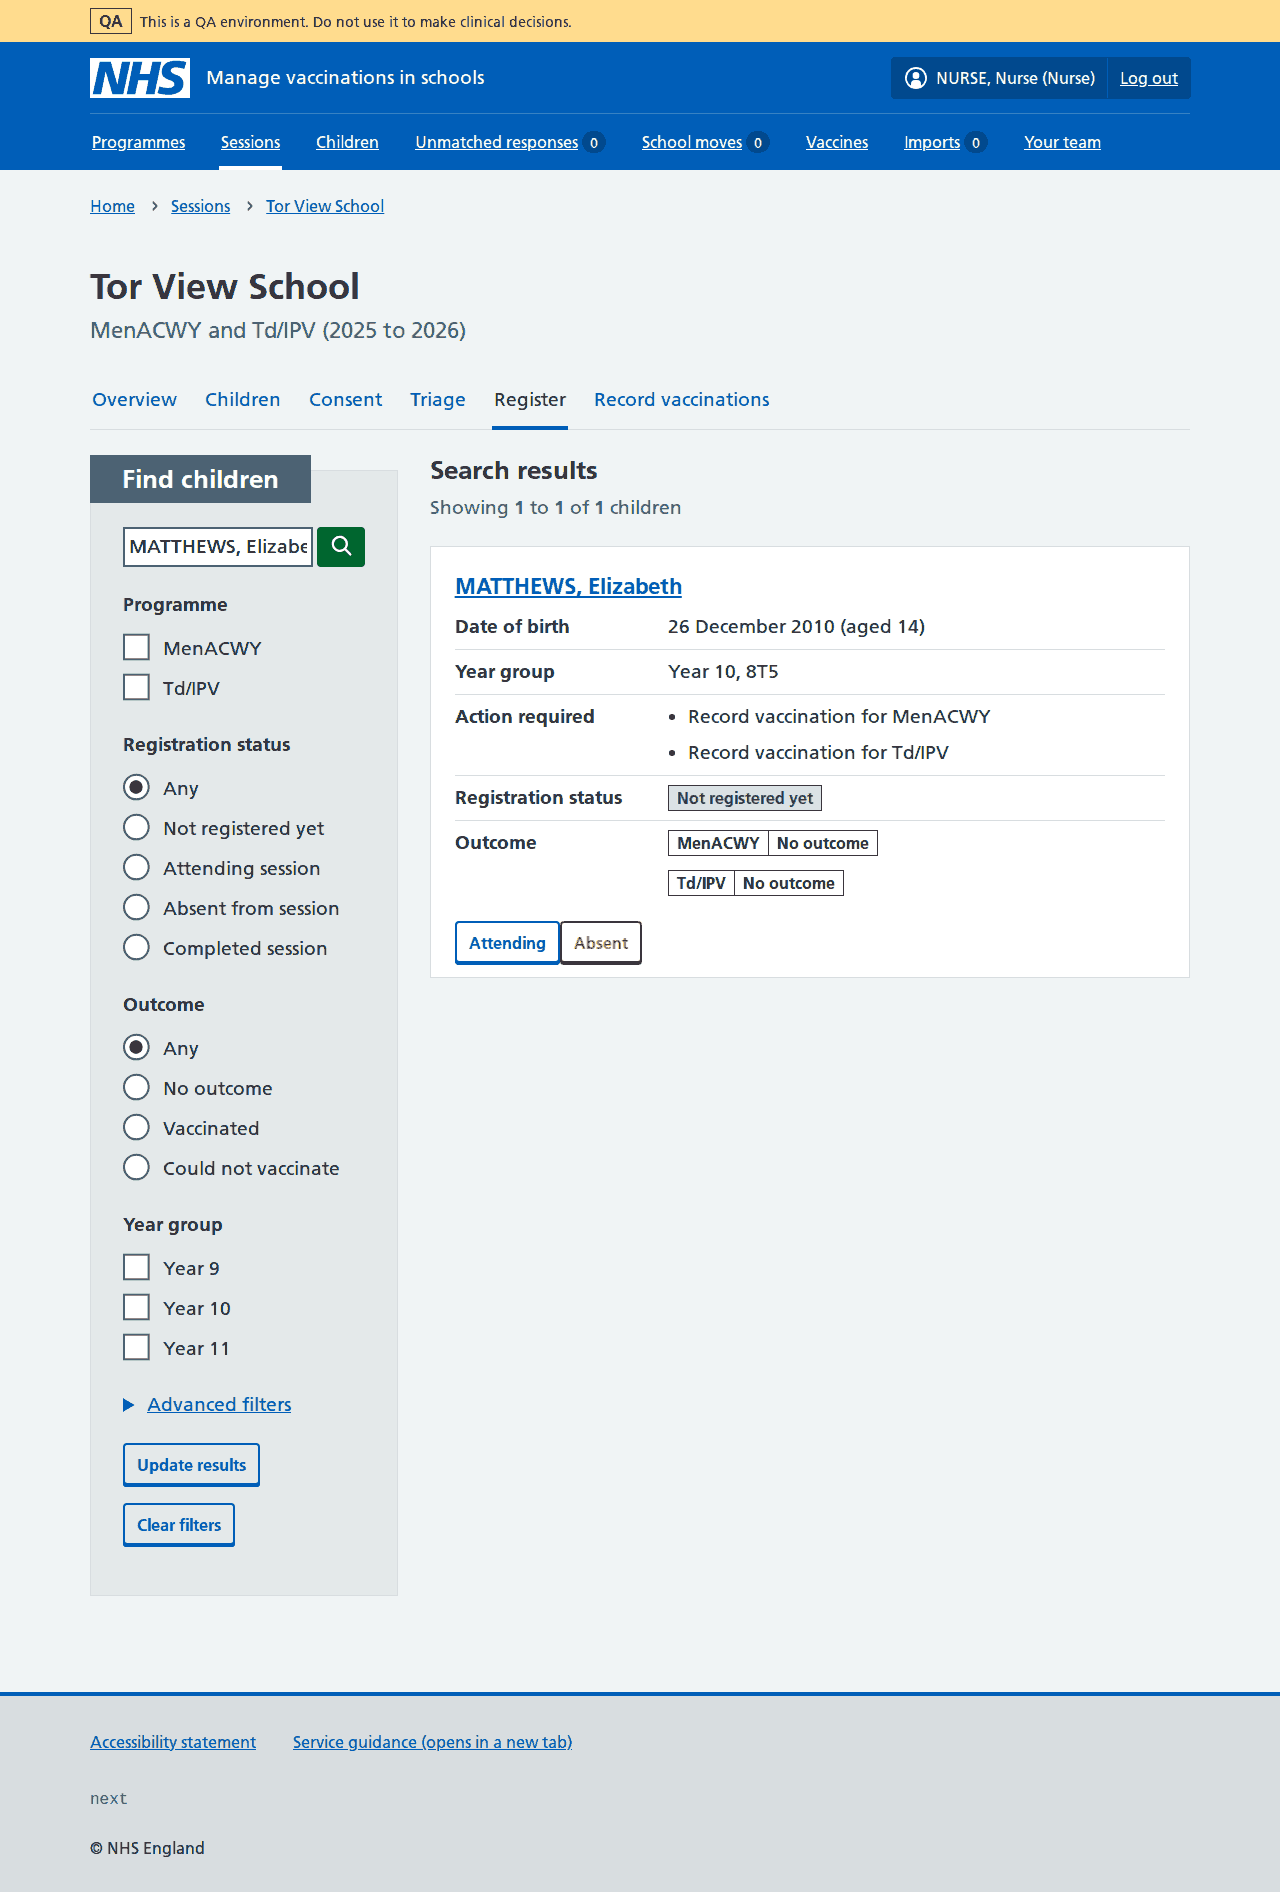 QA This is a QA environment. Do not use it to make clinical decisions.
NHS Manage vaccinations in schools NURSE, Nurse (Nurse) Log out
Programmes Sessions Children Unmatched responses 0 School moves 0 Vaccines Imports 0 Your team
Home Sessions Tor View School
Tor View School
MenACWY and Td/IPV (2025 to 2026)
Overview Children Consent Triage Register Record vaccinations
Find children
MATTHEWS, Elizabe
Programme
MenACWY
Td/IPV
Registration status
Any
Not registered yet
Attending session
Absent from session
Completed session
Outcome
Any
No outcome
Vaccinated
Could not vaccinate
Year group
Year 9
Year 10
Year 11
Advanced filters
Update results
Clear filters
Search results
Showing 1 to 1 of 1 children
MATTHEWS, Elizabeth
Date of birth 26 December 2010 (aged 14)
Year group Year 10, 8T5
Action required • Record vaccination for MenACWY
• Record vaccination for Td/IPV
Registration status Not registered yet
Outcome MenACWY No outcome
Td/IPV No outcome
Attending Absent
Accessibility statement Service guidance (opens in a new tab)
next
© NHS England